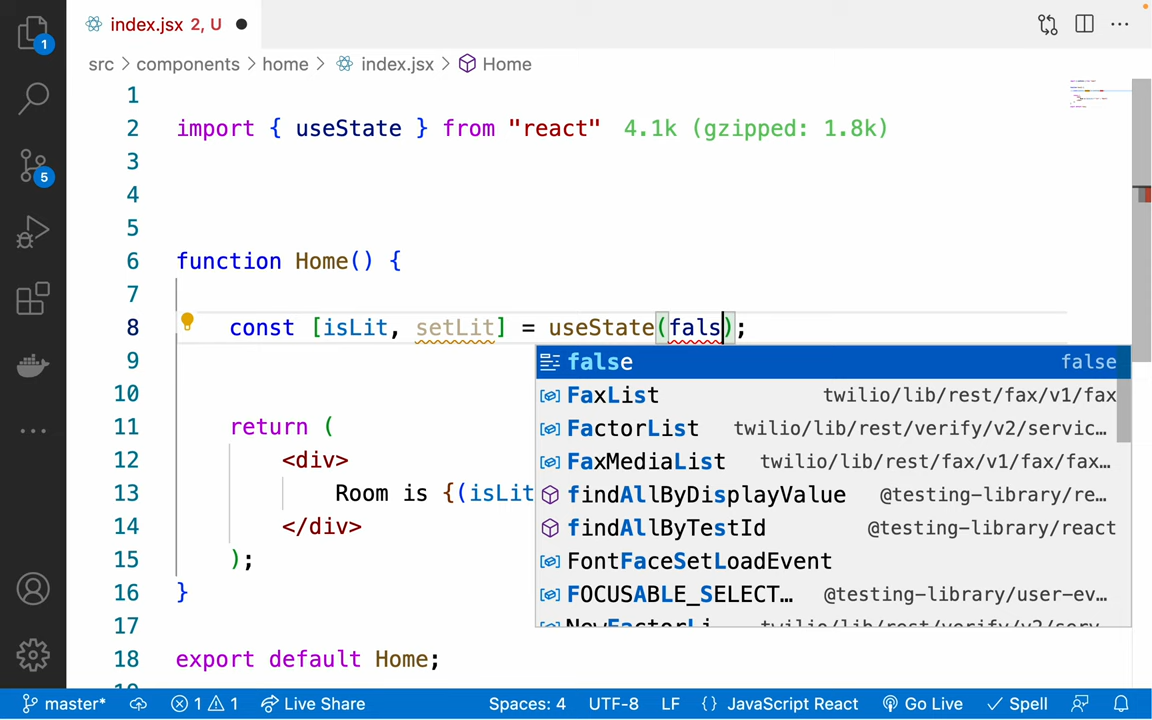 index.jsx 2, U
src > components > home > index.jsx > Home
1
1
2 import { useState } from "react" 4.1k (gzipped: 1.8k)
3
4
5
5
6 function Home() {
7
8 const [isLit, setLit] = useState(fals);
9
false false
10
FaxList twilio/lib/rest/fax/v1/fax
11 return (
FactorList twilio/lib/rest/verify/v2/servic...
12 <div>
FaxMediaList twilio/lib/rest/fax/v1/fax/fax...
13 Room is {(isLit
findAllByDisplayValue @testing-library/re...
14 </div>
findAllByTestId @testing-library/react
15 );
FontFaceSetLoadEvent
16 }
FOCUSABLE_SELECT... @testing-library/user-ev...
17
18 export default Home;
master* 1 1 Live Share Spaces: 4 UTF-8 LF {} JavaScript React Go Live Spell